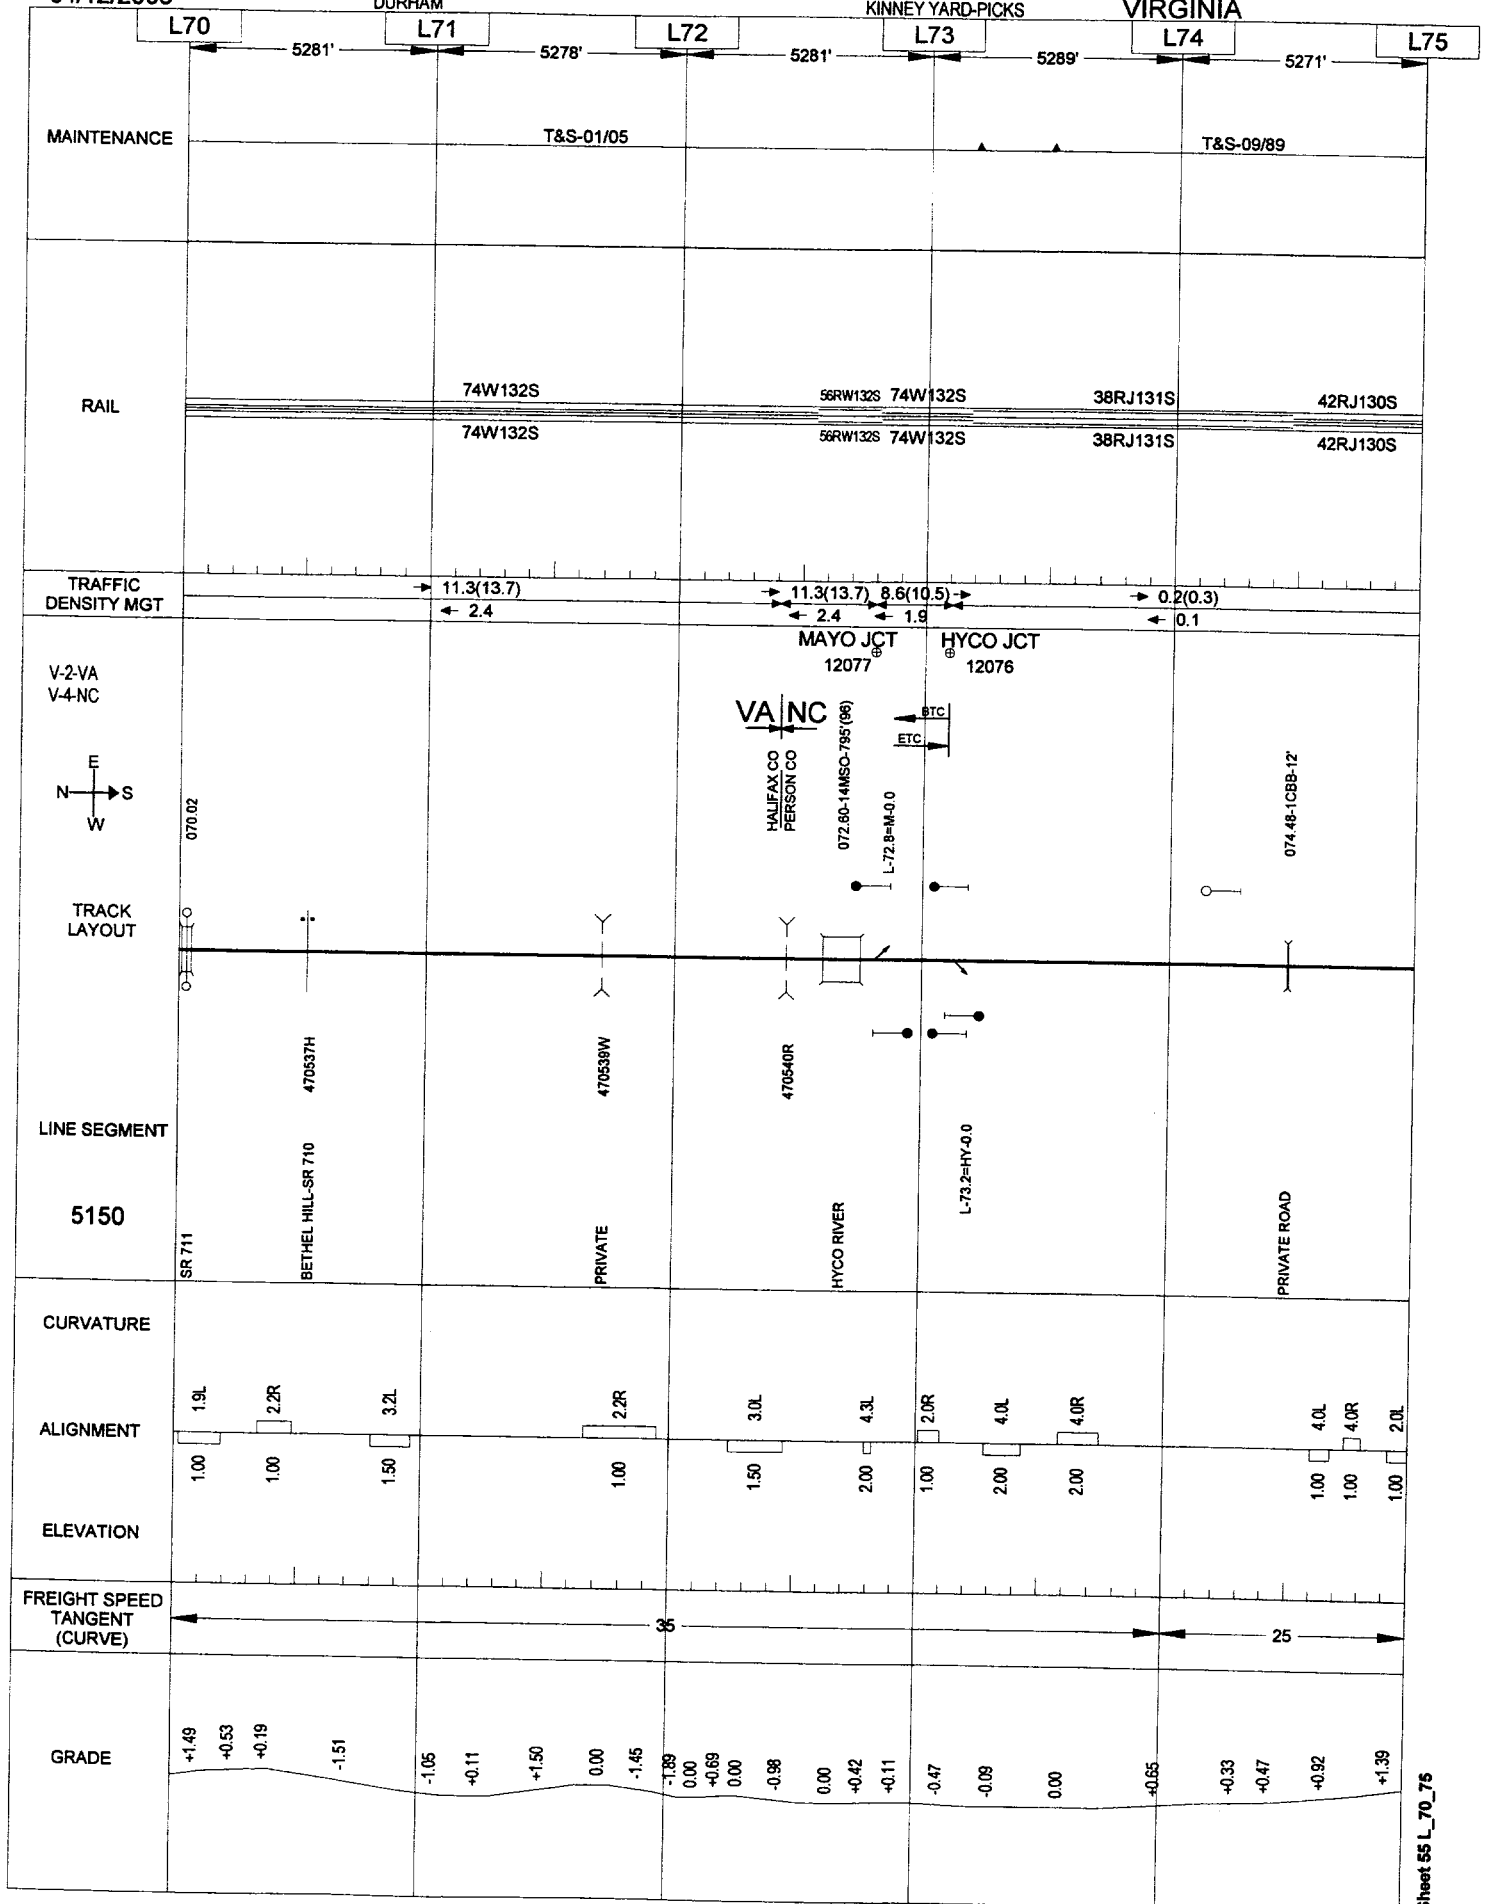 DURHAM
KINNEY YARD-PICKS
VIRGINIA
L70
L71
L72
L73
L74
L75
5281'
5278'
5281'
5289'
5271'
MAINTENANCE
T&S-01/05
T&S-09/89
RAIL
74W132S
56RW132S
74W132S
38RJ131S
42RJ130S
74W132S
56RW132S
74W132S
38RJ131S
42RJ130S
TRAFFIC
DENSITY MGT
11.3(13.7)
11.3(13.7)
8.6(10.5)
0.2(0.3)
2.4
2.4
1.9
0.1
MAYO JCT
12077
HYCO JCT
12076
V-2-VA
V-4-NC
VA NC
BTC
ETC
HALIFAX CO
PERSON CO
072.60-14MSO-795'(96)
L-72.8=M-0.0
074.48-1CBB-12'
070.02
E
N
S
W
TRACK
LAYOUT
470537H
470539W
470540R
LINE SEGMENT
5150
SR 711
BETHEL HILL-SR 710
PRIVATE
HYCO RIVER
L-73.2=HY-0.0
PRIVATE ROAD
CURVATURE
ALIGNMENT
1.9L
2.2R
3.2L
2.2R
3.0L
4.3L
2.0R
4.0L
4.0R
4.0L
4.0R
2.0L
1.00
1.00
1.50
1.00
1.50
2.00
1.00
2.00
2.00
1.00
1.00
1.00
ELEVATION
FREIGHT SPEED
TANGENT
(CURVE)
35
25
GRADE
+1.49
+0.53
+0.19
-1.51
-1.05
+0.11
+1.50
0.00
-1.45
-1.89
0.00
+0.69
0.00
-0.98
0.00
+0.42
+0.11
-0.47
-0.09
0.00
+0.65
+0.33
+0.47
+0.92
+1.39
55 L_70_75